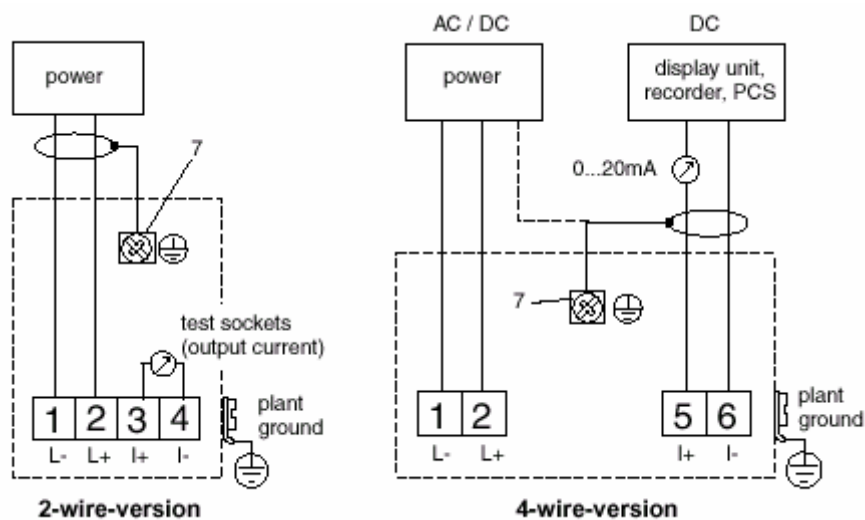 power
7
test sockets
(output current)
1 2 3 4
L- L+ I+ I-
plant
ground
2-wire-version
AC / DC
DC
power
display unit,
recorder, PCS
0...20mA
7
1 2
L- L+
5 6
I+ I-
plant
ground
4-wire-version